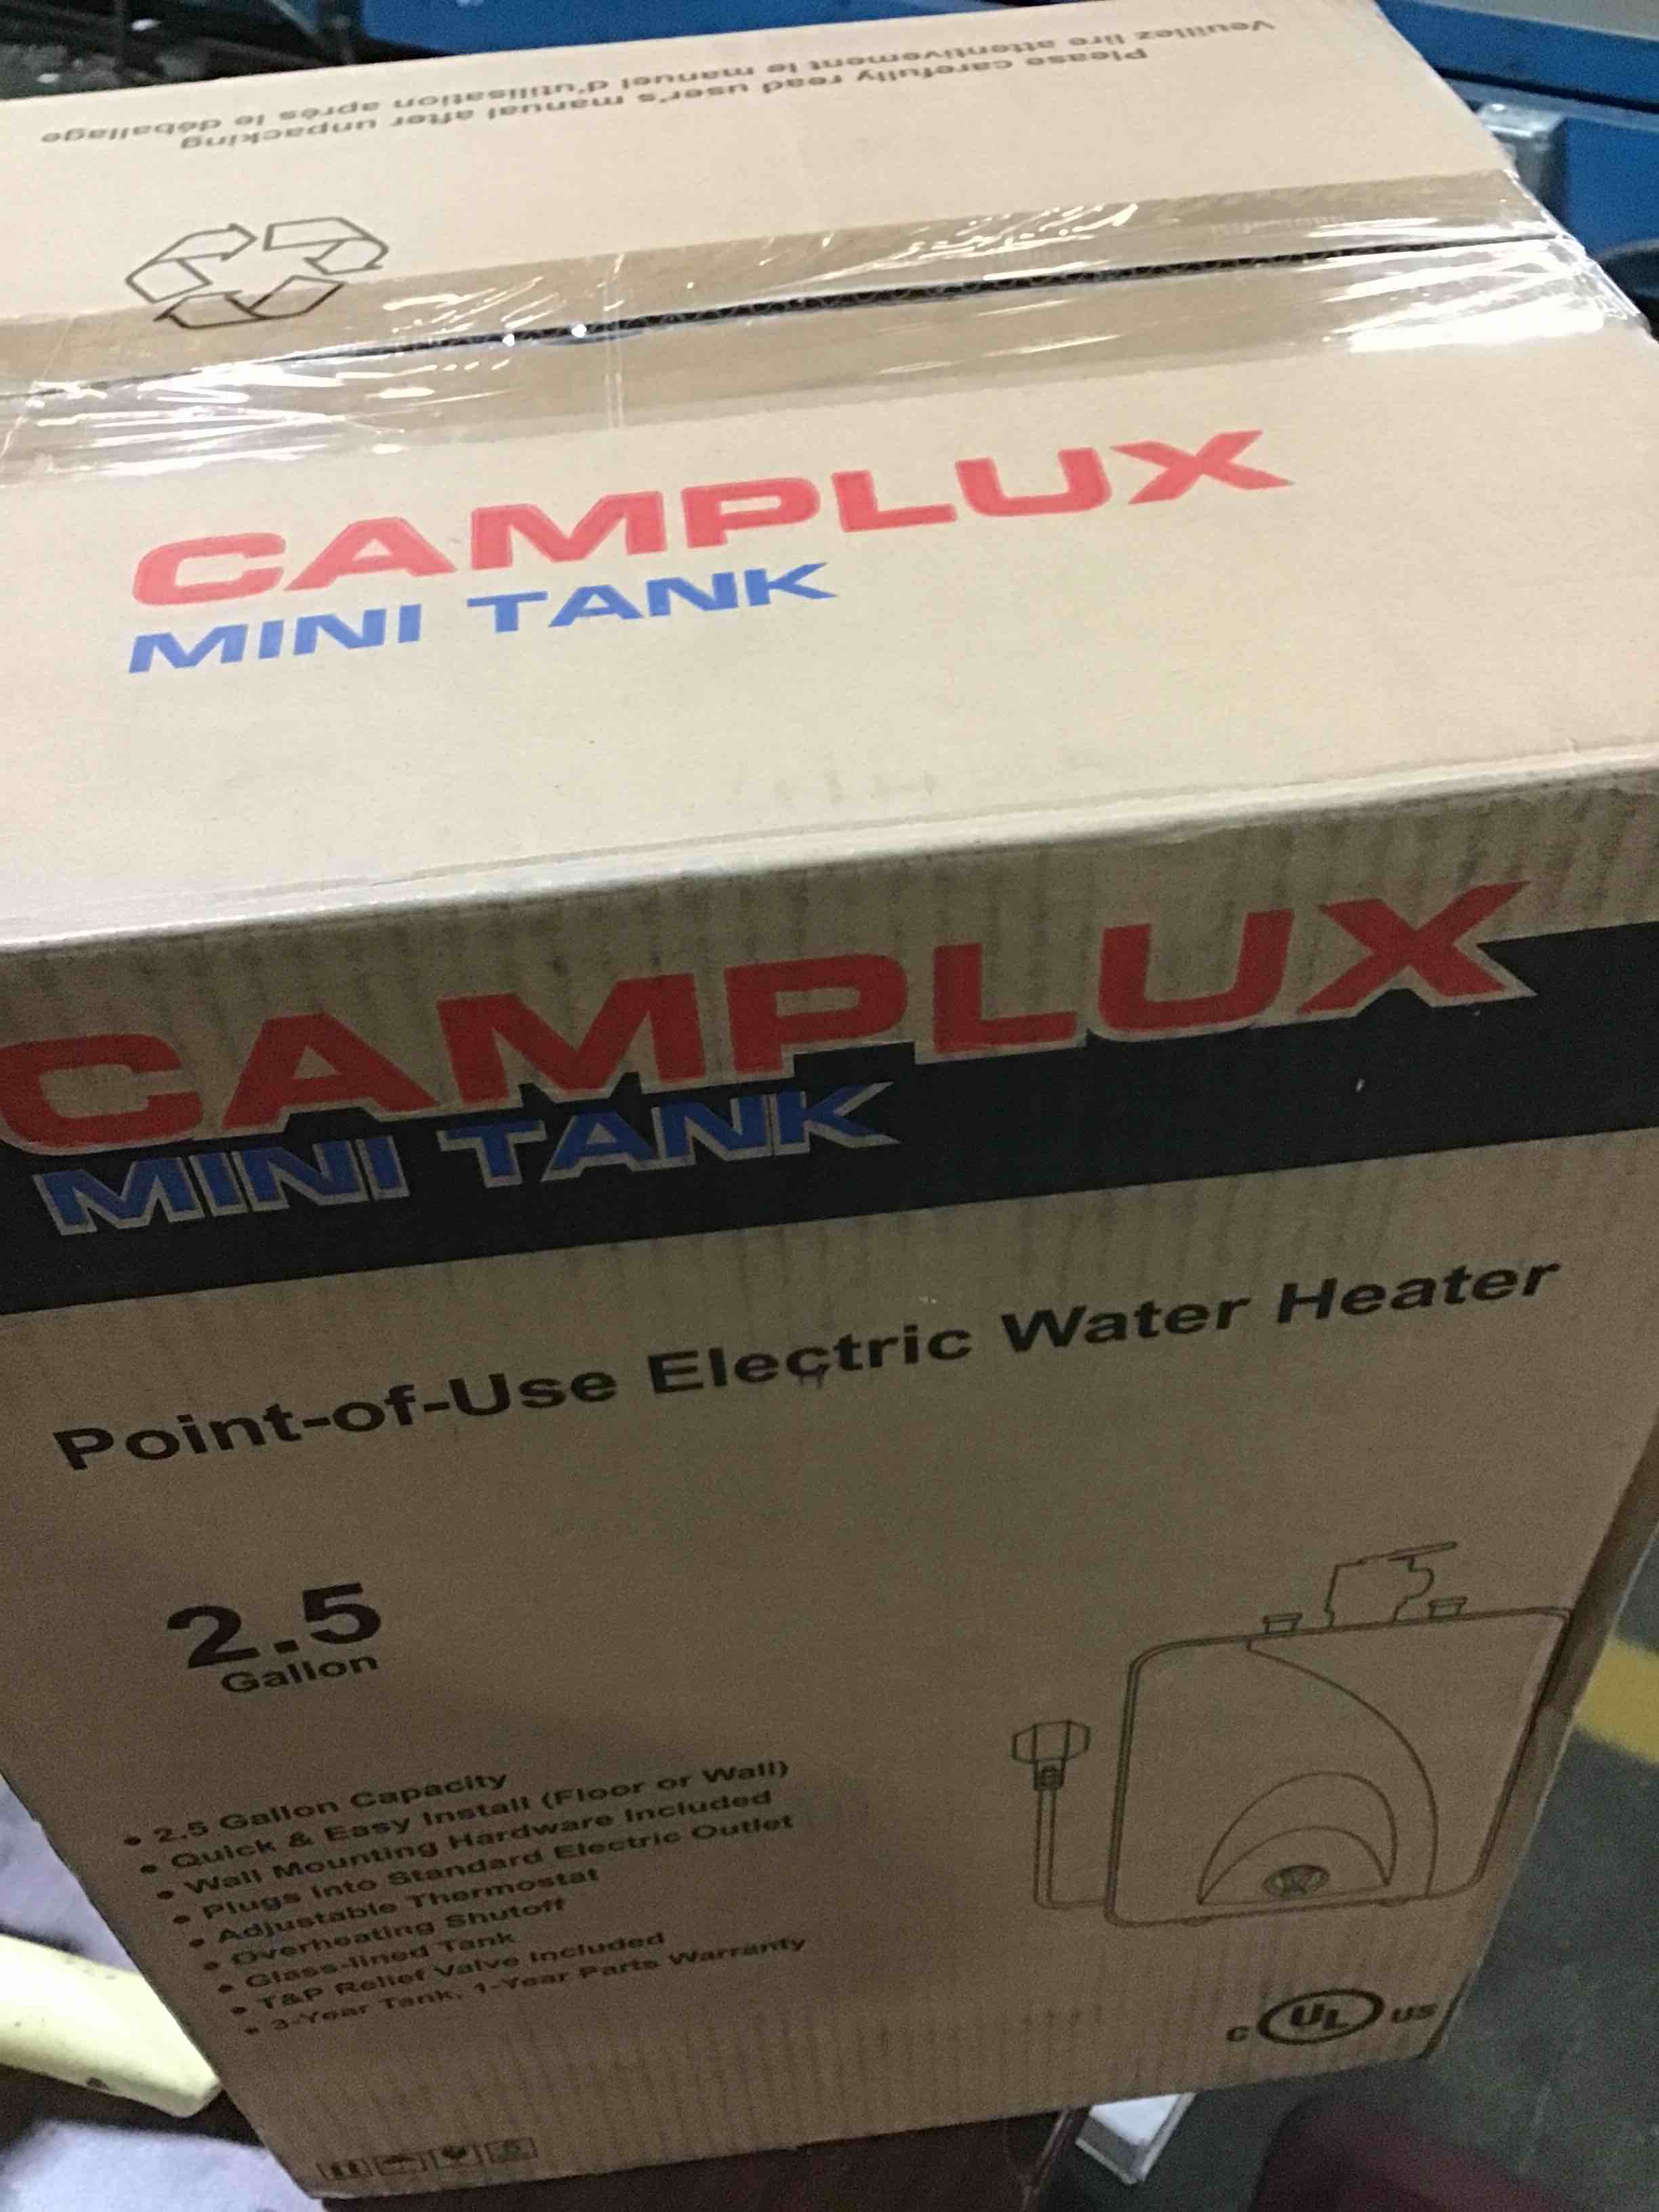 Veuillez lire attentivement le manuel d'utilisation après le déballage
Please carefully read user's manual after unpacking
CAMPLUX
MINI TANK
CAMPLUX
MINI TANK
Point-of-Use Electric Water Heater
2.5
Gallon
• 2.5 Gallon Capacity
• Quick & Easy Install (Floor or Wall)
• Wall Mounting Hardware Included
• Plugs into Standard Electric Outlet
• Adjustable Thermostat
• Overheating Shutoff
• Glass-lined Tank
• T&P Relief Valve Included
• 3-Year Tank, 1-Year Parts Warranty
C UL US